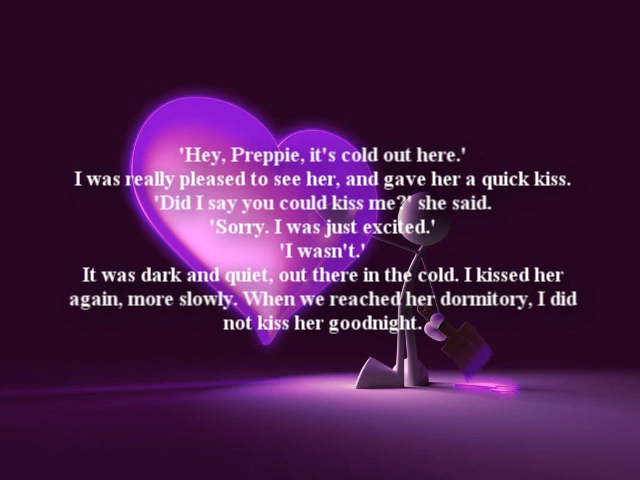 'Hey, Preppie, it's cold out here.'
I was really pleased to see her, and gave her a quick kiss.
'Did I say you could kiss me?' she said.
'Sorry. I was just excited.'
'I wasn't.'
It was dark and quiet, out there in the cold. I kissed her
again, more slowly. When we reached her dormitory, I did
not kiss her goodnight.